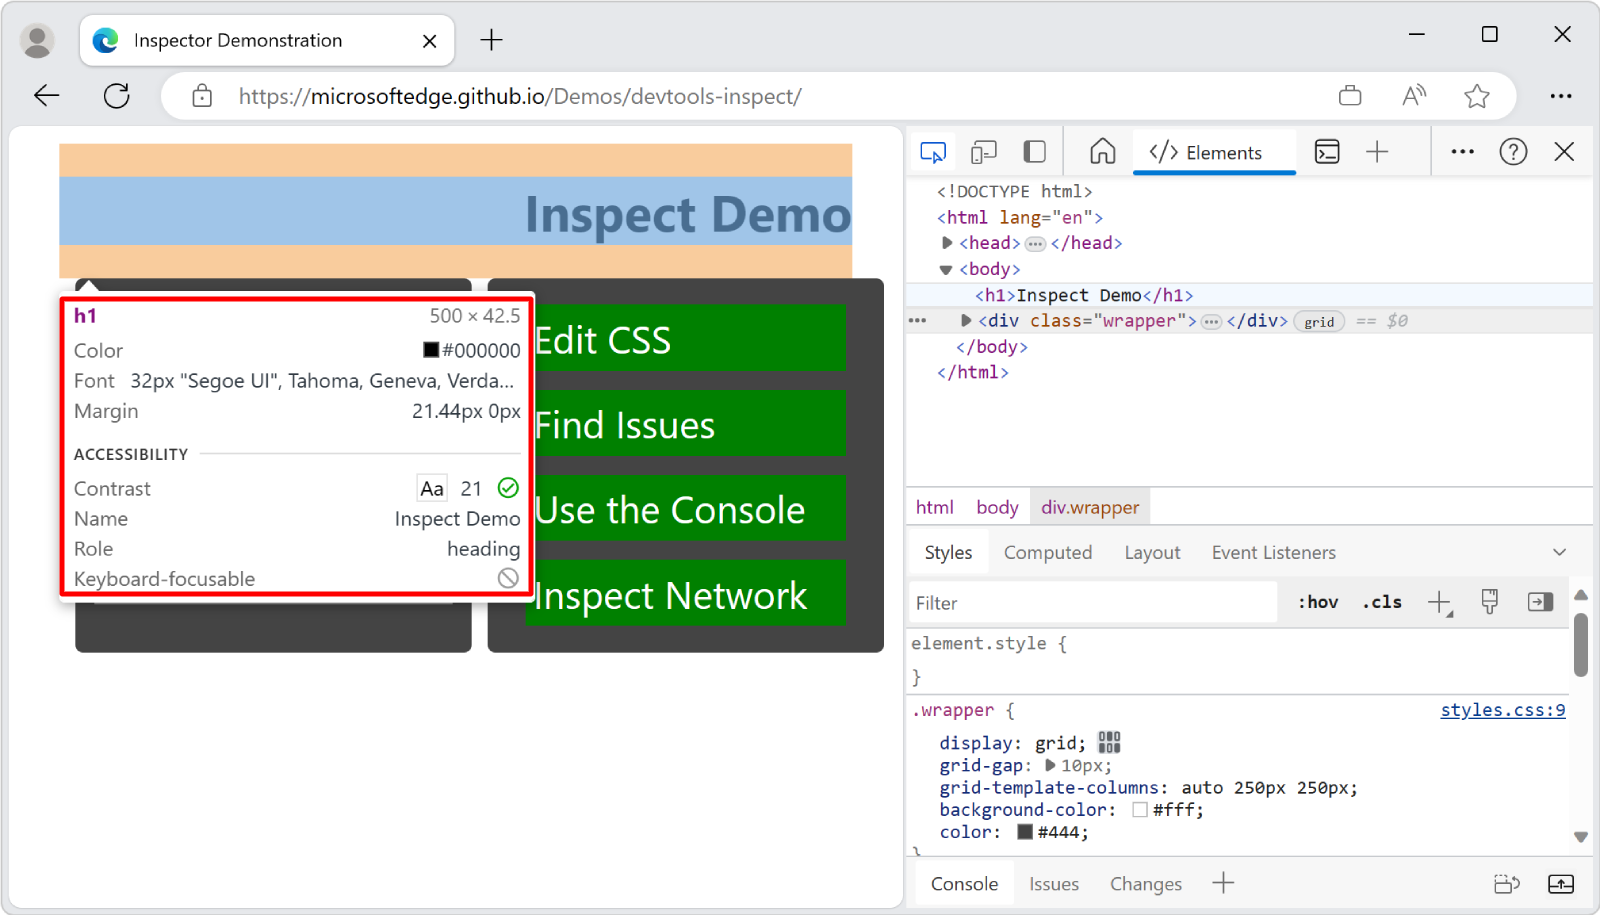 Inspector Demonstration
https://microsoftedge.github.io/Demos/devtools-inspect/
Inspect Demo
h1 500 × 42.5
Color #000000
Font 32px "Segoe UI", Tahoma, Geneva, Verda...
Margin 21.44px 0px
ACCESSIBILITY
Contrast Aa 21
Name Inspect Demo
Role heading
Keyboard-focusable
Edit CSS
Find Issues
Use the Console
Inspect Network
</> Elements
<!DOCTYPE html>
<html lang="en">
<head> ••• </head>
<body>
<h1>Inspect Demo</h1>
••• <div class="wrapper"> ••• </div> grid == $0
</body>
</html>
html body div.wrapper
Styles Computed Layout Event Listeners
Filter :hov .cls
element.style {
}
.wrapper { styles.css:9
display: grid;
grid-gap: 10px;
grid-template-columns: auto 250px 250px;
background-color: #fff;
color: #444;
}
Console Issues Changes